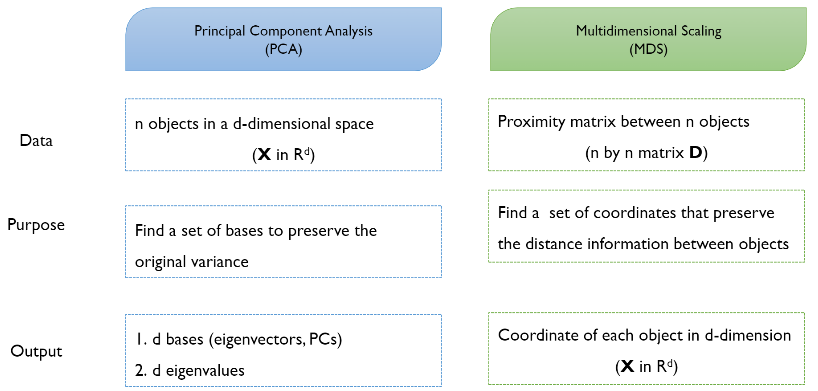 Principal Component Analysis
(PCA)
Multidimensional Scaling
(MDS)
Data
n objects in a d-dimensional space
(X in Rᵈ)
Proximity matrix between n objects
(n by n matrix D)
Purpose
Find a set of bases to preserve the
original variance
Find a set of coordinates that preserve
the distance information between objects
Output
1. d bases (eigenvectors, PCs)
2. d eigenvalues
Coordinate of each object in d-dimension
(X in Rᵈ)